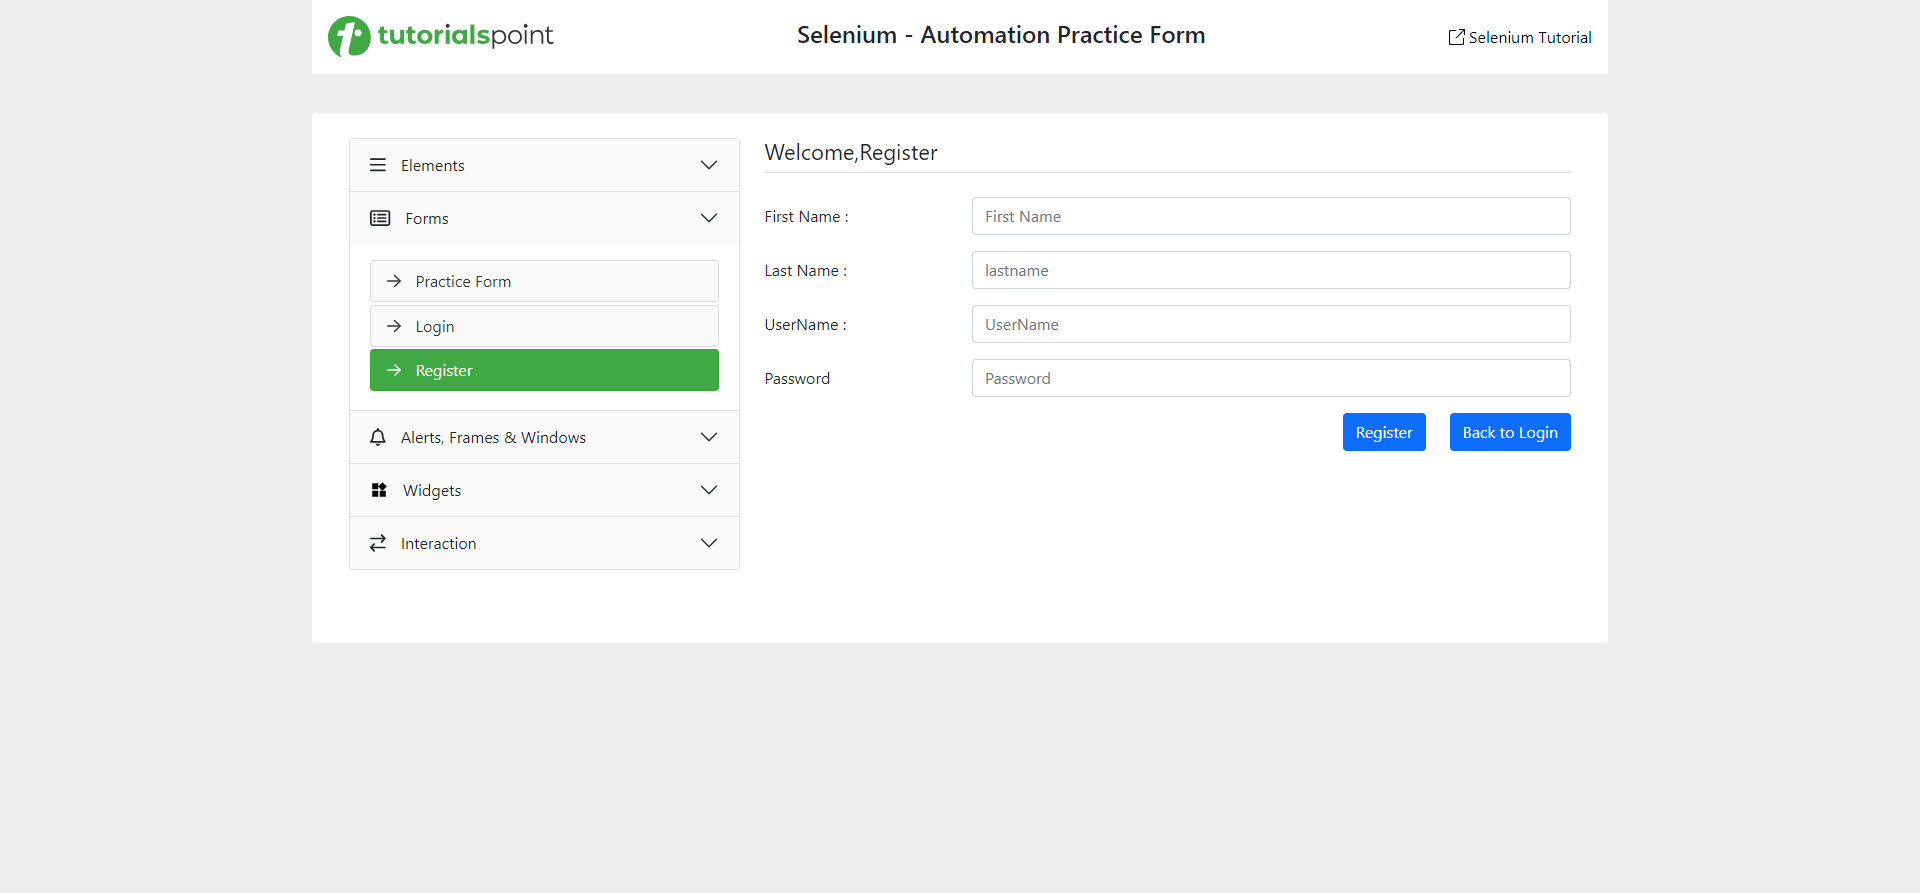 tutorialspoint
Selenium - Automation Practice Form
Selenium Tutorial
Elements
Forms
Practice Form
Login
Register
Alerts, Frames & Windows
Widgets
Interaction
Welcome,Register
First Name :
First Name
Last Name :
lastname
UserName :
UserName
Password
Password
Register
Back to Login